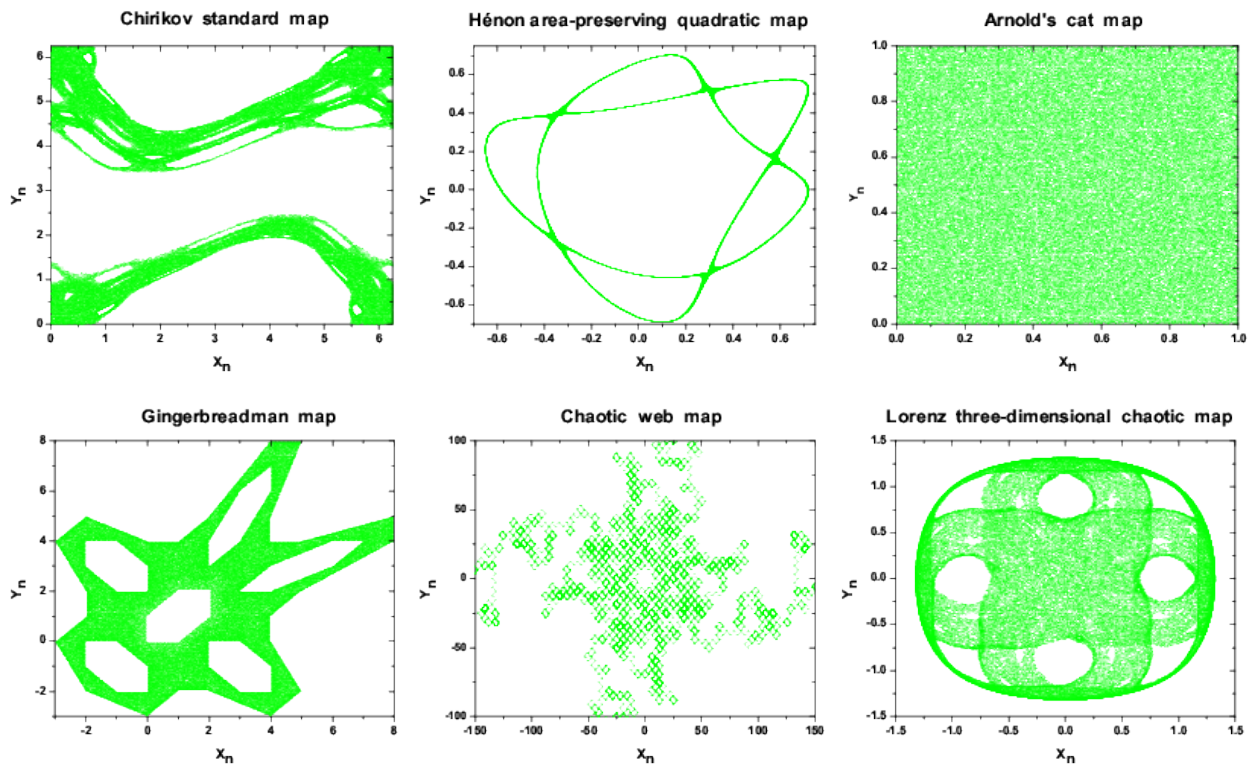 Chirikov standard map
Hénon area-preserving quadratic map
Arnold's cat map
6
5
4
3
2
1
0
Yn
0 1 2 3 4 5 6
Xn
0.6
0.4
0.2
0.0
-0.2
-0.4
-0.6
Yn
-0.6 -0.4 -0.2 0.0 0.2 0.4 0.6
Xn
1.0
0.8
0.6
0.4
0.2
0.0
Yn
0.0 0.2 0.4 0.6 0.8 1.0
Xn
Gingerbreadman map
Chaotic web map
Lorenz three-dimensional chaotic map
8
6
4
2
0
-2
Yn
-2 0 2 4 6 8
Xn
100
50
0
-50
-100
Yn
-150 -100 -50 0 50 100 150
Xn
1.5
1.0
0.5
0.0
-0.5
-1.0
-1.5
Yn
-1.5 -1.0 -0.5 0.0 0.5 1.0 1.5
Xn